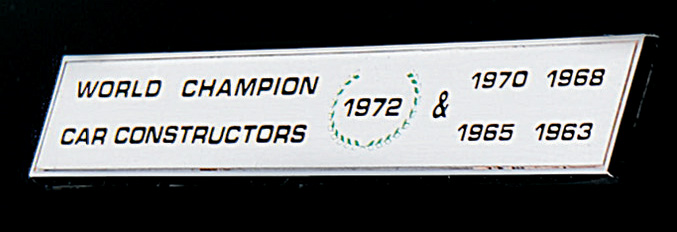 WORLD CHAMPION
CAR CONSTRUCTORS
1972 &
1970 1968
1965 1963